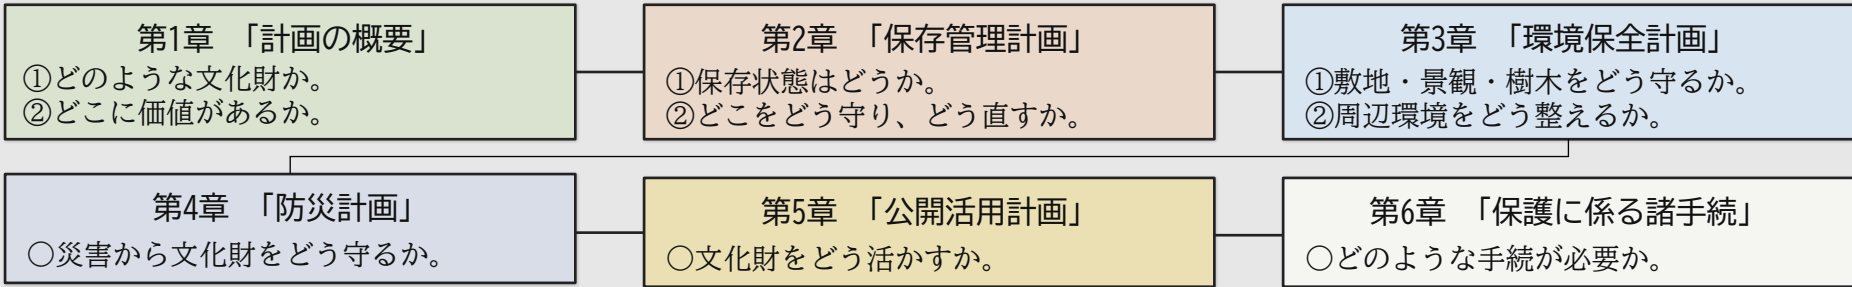 第1章 「計画の概要」
①どのような文化財か。
②どこに価値があるか。
第2章 「保存管理計画」
①保存状態はどうか。
②どこをどう守り、どう直すか。
第3章 「環境保全計画」
①敷地・景観・樹木をどう守るか。
②周辺環境をどう整えるか。
第4章 「防災計画」
○災害から文化財をどう守るか。
第5章 「公開活用計画」
○文化財をどう活かすか。
第6章 「保護に係る諸手続」
○どのような手続が必要か。